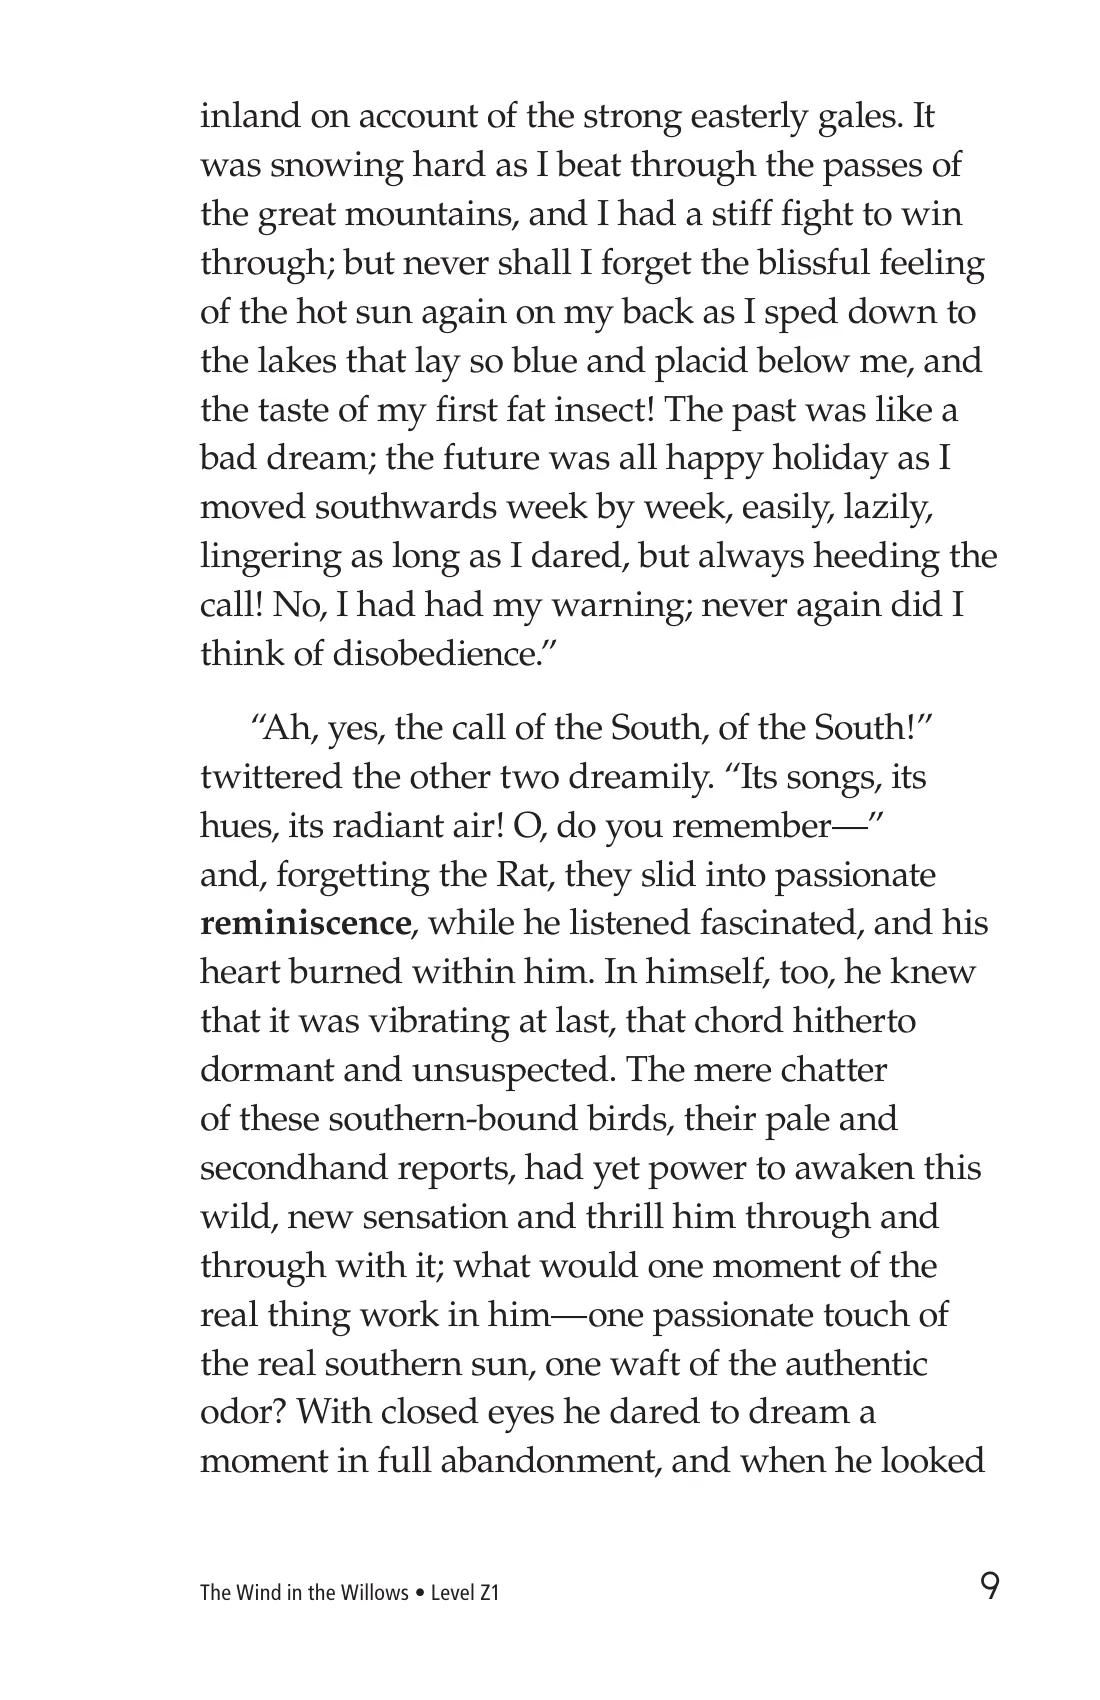 inland on account of the strong easterly gales. It
was snowing hard as I beat through the passes of
the great mountains, and I had a stiff fight to win
through; but never shall I forget the blissful feeling
of the hot sun again on my back as I sped down to
the lakes that lay so blue and placid below me, and
the taste of my first fat insect! The past was like a
bad dream; the future was all happy holiday as I
moved southwards week by week, easily, lazily,
lingering as long as I dared, but always heeding the
call! No, I had had my warning; never again did I
think of disobedience.”
“Ah, yes, the call of the South, of the South!”
twittered the other two dreamily. “Its songs, its
hues, its radiant air! O, do you remember—”
and, forgetting the Rat, they slid into passionate
reminiscence, while he listened fascinated, and his
heart burned within him. In himself, too, he knew
that it was vibrating at last, that chord hitherto
dormant and unsuspected. The mere chatter
of these southern-bound birds, their pale and
secondhand reports, had yet power to awaken this
wild, new sensation and thrill him through and
through with it; what would one moment of the
real thing work in him—one passionate touch of
the real southern sun, one waft of the authentic
odor? With closed eyes he dared to dream a
moment in full abandonment, and when he looked
The Wind in the Willows • Level Z1 9